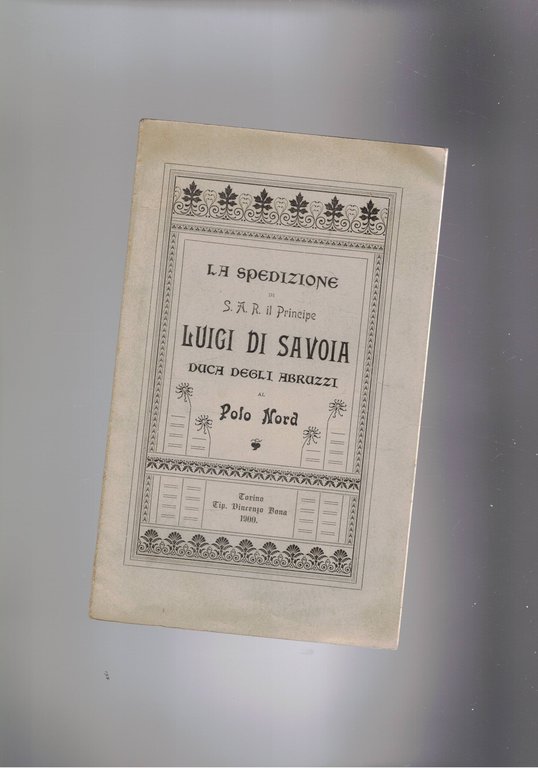 LA SPEDIZIONE
DI
S. A. R. il Principe
LUIGI DI SAVOIA
DUCA DEGLI ABRUZZI
AL
Polo Nord
Torino
Tip. Vincenzo Bona
1900.